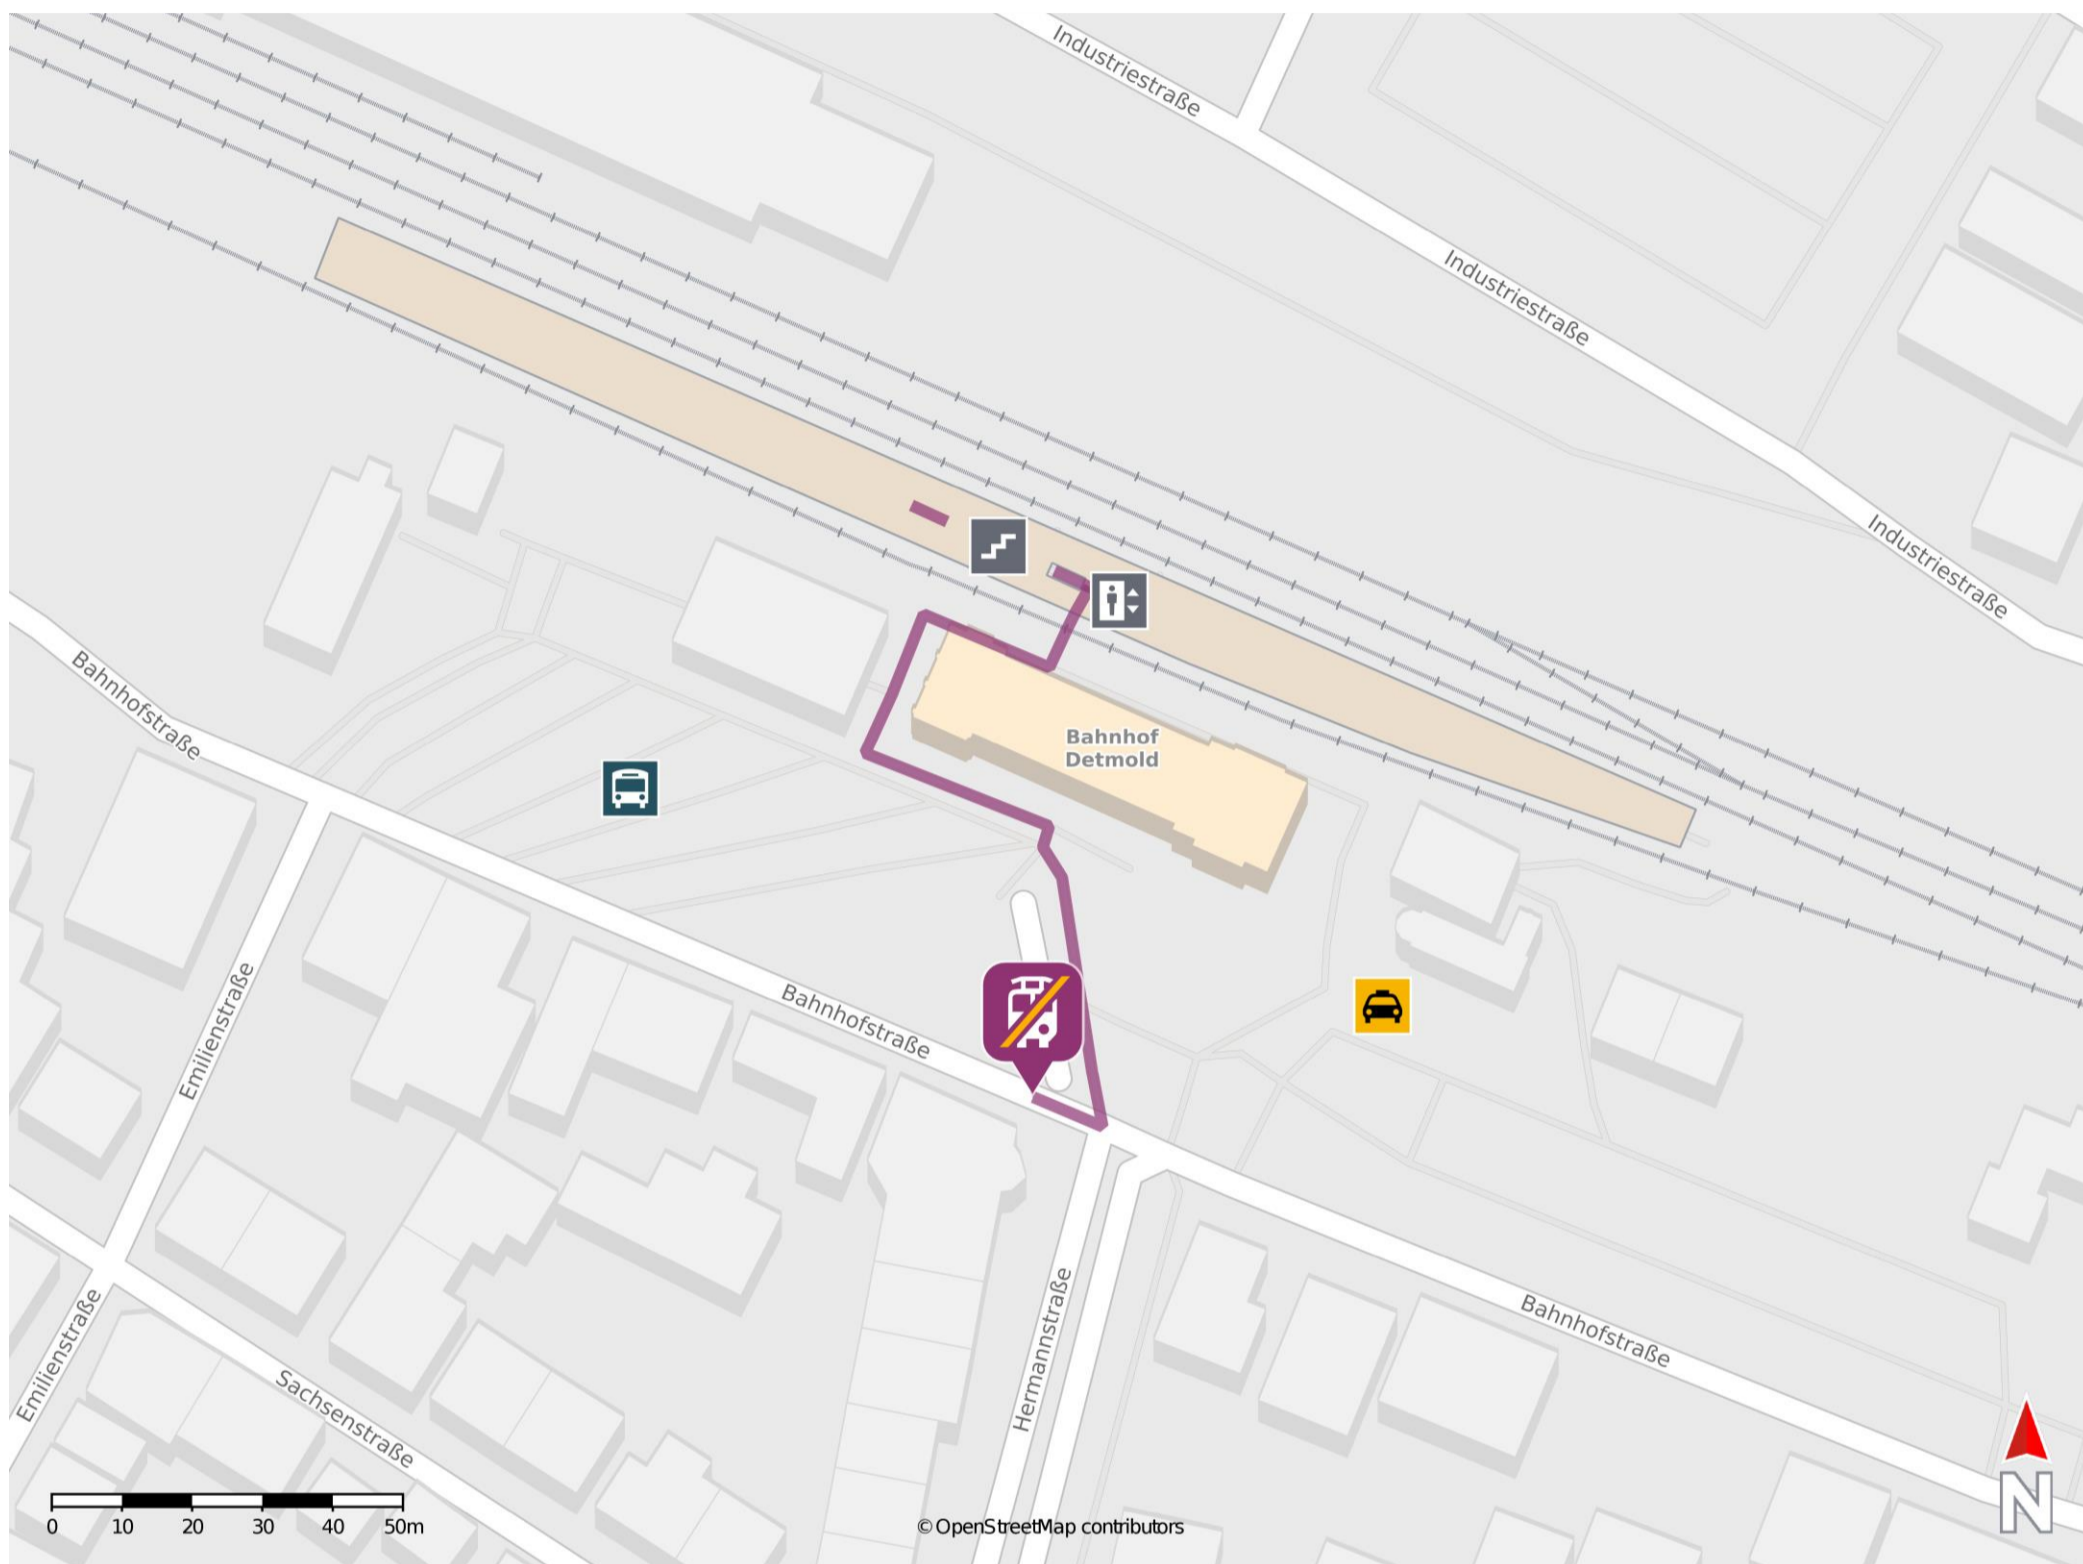 Industriestraße
Industriestraße
Industriestraße
Bahnhofstraße
Bahnhof
Detmold
Emilienstraße
Bahnhofstraße
Hermannstraße
Bahnhofstraße
Emilienstraße
Sachsenstraße
N
0 10 20 30 40 50m
© OpenStreetMap contributors